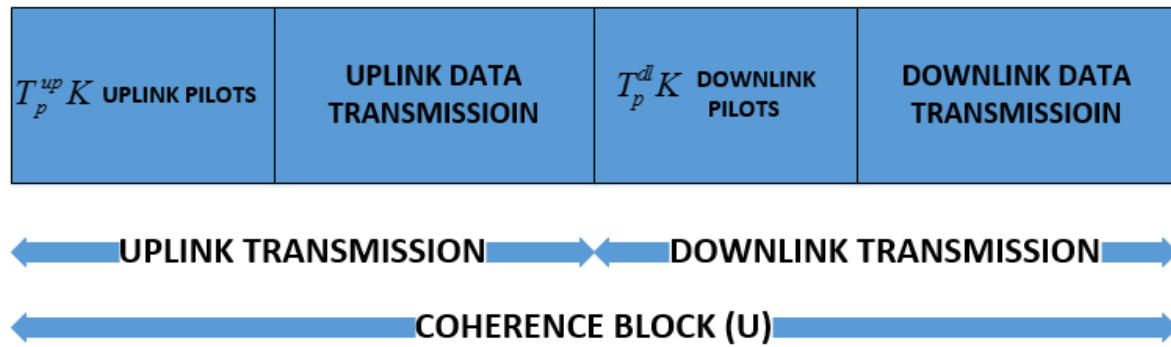 T_p^{up} K UPLINK PILOTS
UPLINK DATA
TRANSMISSIOIN
T_p^{dl} K DOWNLINK
PILOTS
DOWNLINK DATA
TRANSMISSIOIN
UPLINK TRANSMISSION
DOWNLINK TRANSMISSION
COHERENCE BLOCK (U)